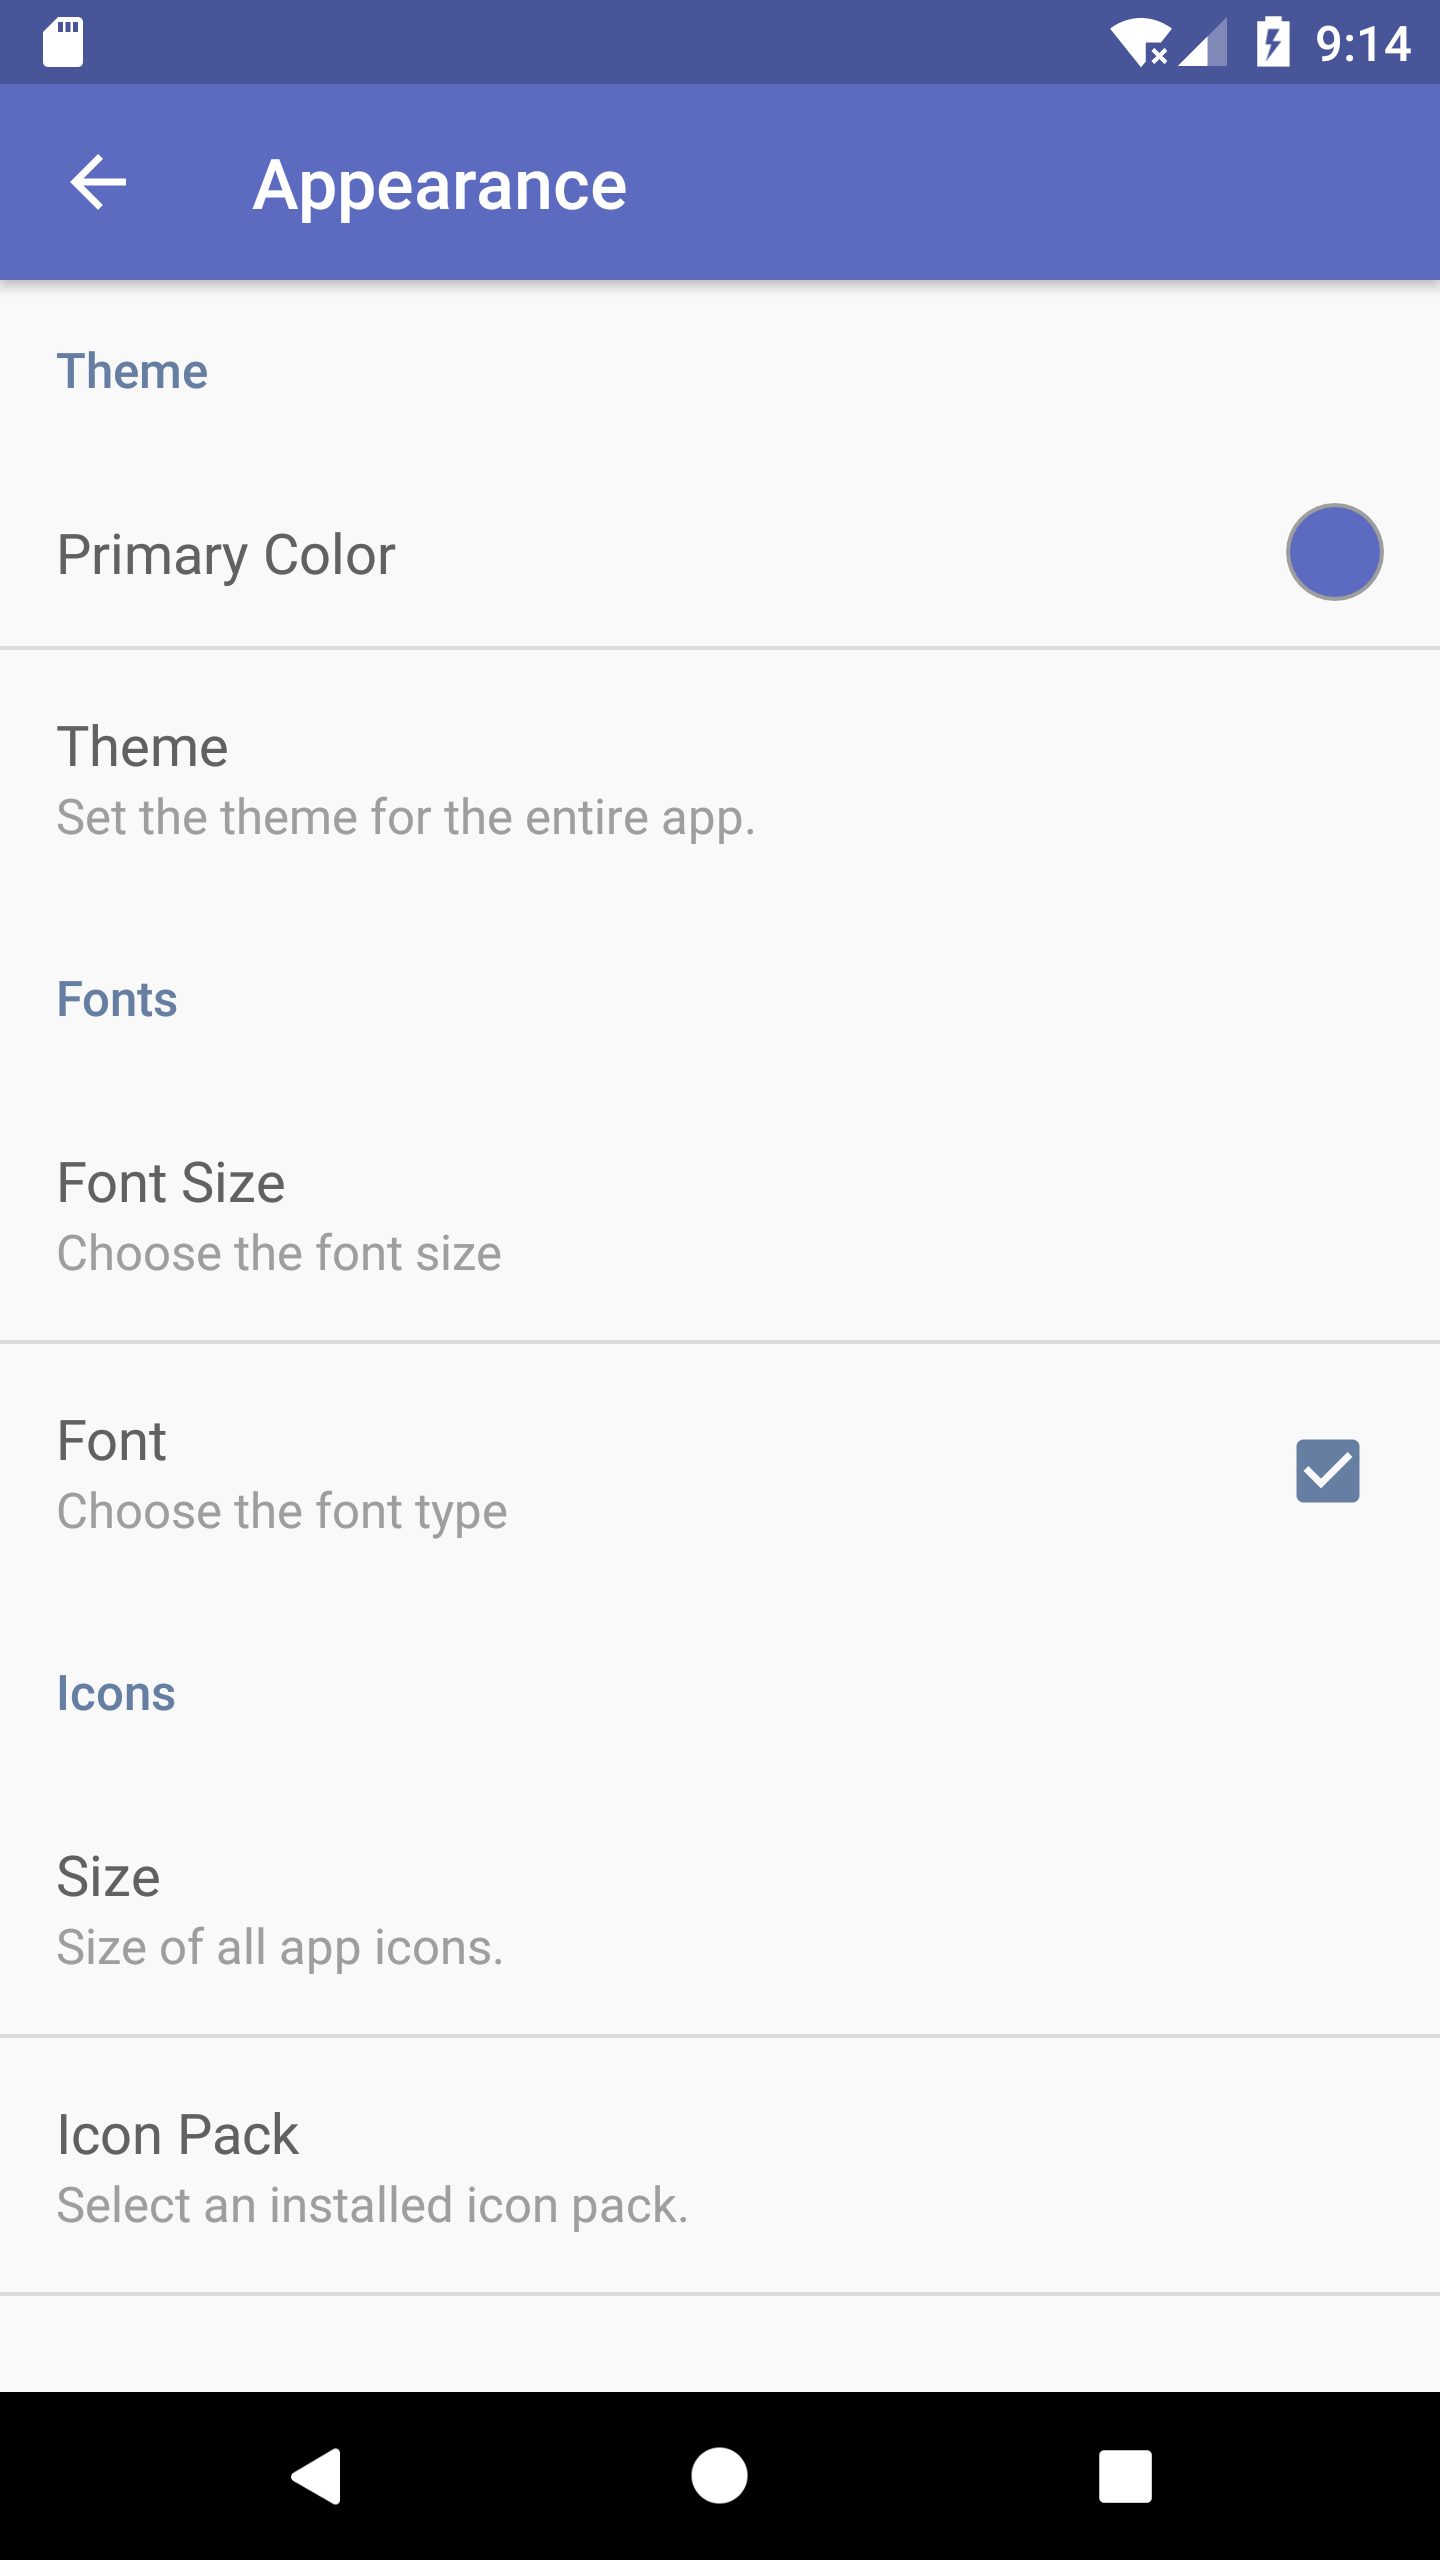 9:14
Appearance
Theme
Primary Color
Theme
Set the theme for the entire app.
Fonts
Font Size
Choose the font size
Font
Choose the font type
Icons
Size
Size of all app icons.
Icon Pack
Select an installed icon pack.